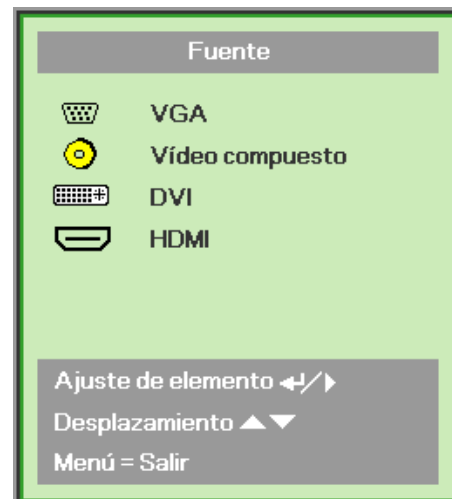 Fuente
VGA
Vídeo compuesto
DVI
HDMI
Ajuste de elemento
Desplazamiento
Menú = Salir